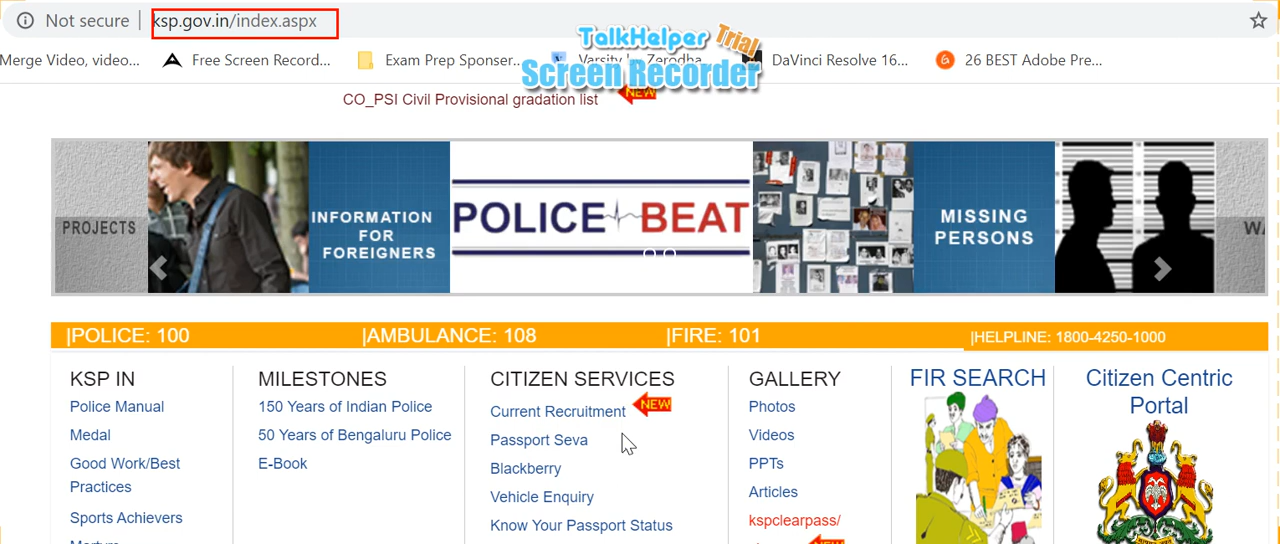 Not secure | ksp.gov.in/index.aspx
Merge Video, video... Free Screen Record... Exam Prep Sponser... Varsity by Zerodha DaVinci Resolve 16... 26 BEST Adobe Pre...
TalkHelper Trial
Screen Recorder
CO_PSI Civil Provisional gradation list NEW
PROJECTS
INFORMATION
FOR
FOREIGNERS
POLICE BEAT
MISSING
PERSONS
|POLICE: 100 |AMBULANCE: 108 |FIRE: 101 |HELPLINE: 1800-4250-1000
KSP IN
Police Manual
Medal
Good Work/Best
Practices
Sports Achievers
MILESTONES
150 Years of Indian Police
50 Years of Bengaluru Police
E-Book
CITIZEN SERVICES
Current Recruitment NEW
Passport Seva
Blackberry
Vehicle Enquiry
Know Your Passport Status
GALLERY
Photos
Videos
PPTs
Articles
kspclearpass/
FIR SEARCH
Citizen Centric
Portal